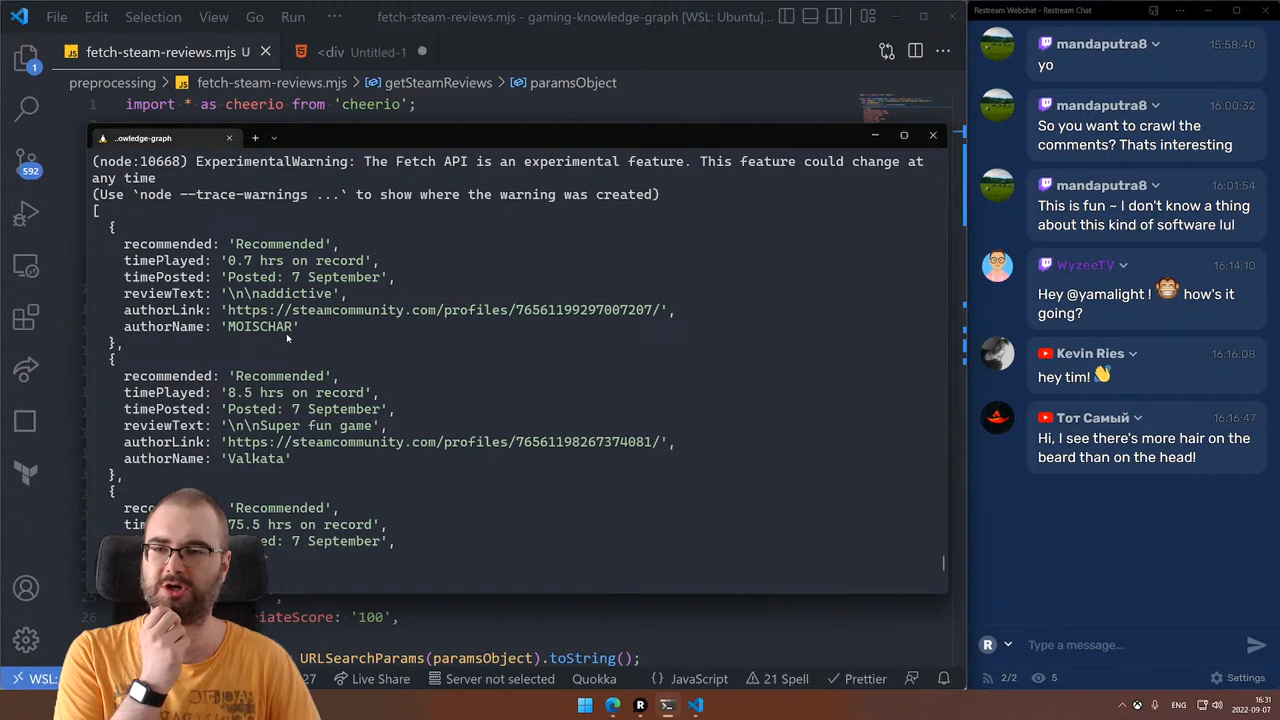 File
Edit
Selection
View
Go
Run
···
fetch-steam-reviews.mjs - gaming-knowledge-graph [WSL: Ubuntu]
fetch-steam-reviews.mjs U
<div Untitled-1
preprocessing > JS fetch-steam-reviews.mjs > getSteamReviews > paramsObject
1 import * as cheerio from 'cheerio';
..owledge-graph
(node:10668) ExperimentalWarning: The Fetch API is an experimental feature. This feature could change at
any time
(Use `node --trace-warnings ...` to show where the warning was created)
[
{
recommended: 'Recommended',
timePlayed: '0.7 hrs on record',
timePosted: 'Posted: 7 September',
reviewText: '\n\naddictive',
authorLink: 'https://steamcommunity.com/profiles/76561199297007207/',
authorName: 'MOISCHAR'
},
{
recommended: 'Recommended',
timePlayed: '8.5 hrs on record',
timePosted: 'Posted: 7 September',
reviewText: '\n\nSuper fun Game',
authorLink: 'https://steamcommunity.com/profiles/76561198267374081/',
authorName: 'Valkata'
},
{
'Recommended',
75.5 hrs on record',
7 September',
26
Score: '100',
URLSearchParams(paramsObject).toString();
1
592
WSL:
Live Share
Server not selected
Quokka
JavaScript
21 Spell
Prettier
Restream Webchat - Restream Chat
mandaputra8 15:58:40
yo
mandaputra8 16:00:32
So you want to crawl the
comments? Thats interesting
mandaputra8 16:01:54
This is fun ~ I don't know a thing
about this kind of software lul
WyzeeTV 16:14:10
Hey @yamalight ! how's it
going?
Kevin Ries 16:16:08
hey tim!
Тот Самый 16:16:47
Hi, I see there's more hair on the
beard than on the head!
R
Type a message...
2/2
5
Settings
ENG
16:31
2022-09-07